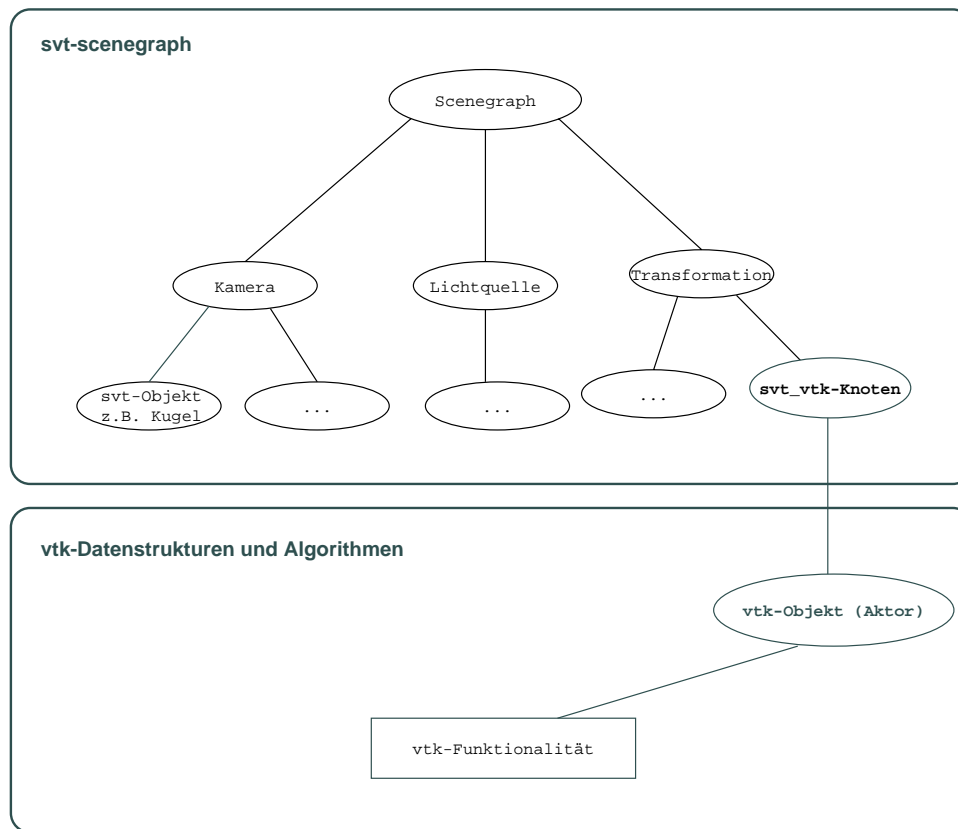 svt-scenegraph
Scenegraph
Kamera
Lichtquelle
Transformation
svt-Objekt
z.B. Kugel
...
...
...
svt_vtk-Knoten
vtk-Datenstrukturen und Algorithmen
vtk-Objekt (Aktor)
vtk-Funktionalität